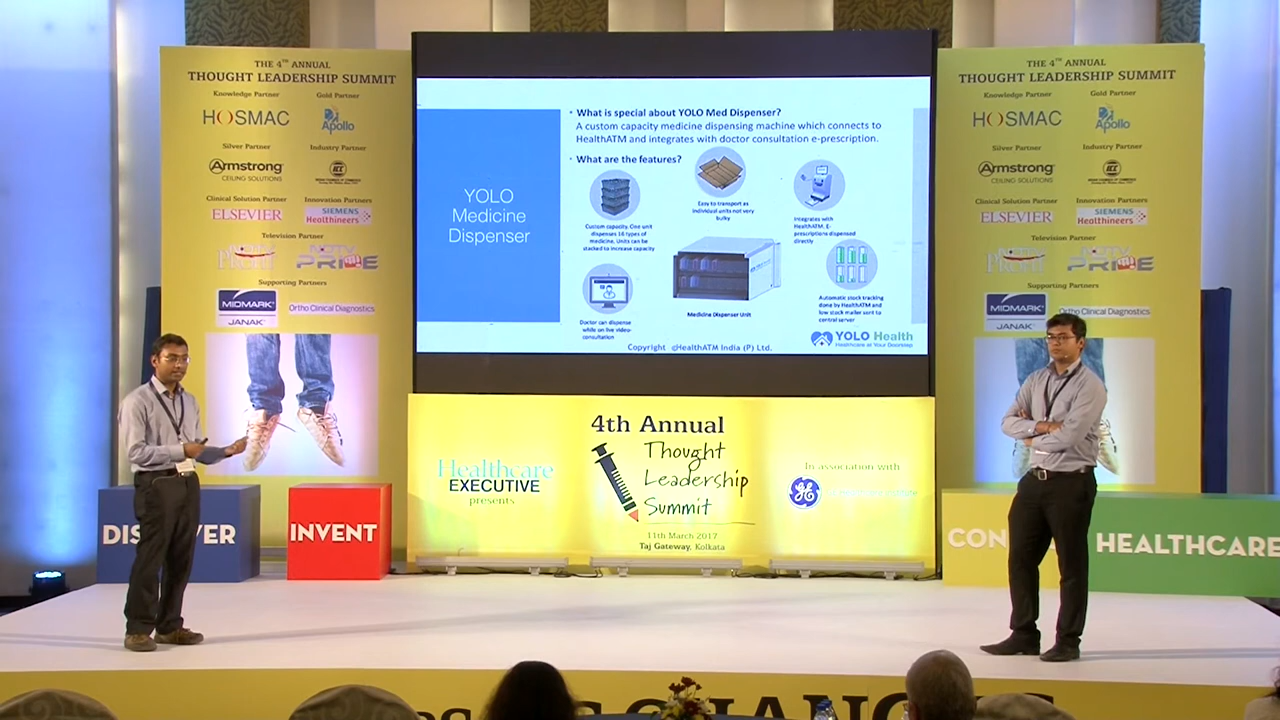 THE 4TH ANNUAL
THOUGHT LEADERSHIP SUMMIT
Knowledge Partner
Gold Partner
HOSMAC
Apollo
Silver Partner
Industry Partner
Armstrong
CEILING SOLUTIONS
ICC
Clinical Solution Partner
Innovation Partners
ELSEVIER
SIEMENS
Healthineers
Television Partner
NDTV
PRIME
Supporting Partners
MIDMARK
JANAK
Ortho Clinical Diagnostics
YOLO
Medicine
Dispenser
• What is special about YOLO Med Dispenser?
A custom capacity medicine dispensing machine which connects to
HealthATM and integrates with doctor consultation e-prescription.
• What are the features?
Custom capacity. One unit
dispenses 16 types of
medicine. Units can be
stacked to increase capacity
Easy to transport as
individual units not very
bulky
Integrates with
HealthATM. E-
prescriptions dispensed
directly
Doctor can dispense
while on live video-
consultation
Medicine Dispenser Unit
Automatic stock tracking
done by HealthATM and
low stock mailer sent to
central server
YOLO Health
Healthcare at Your Doorstep
Copyright ©HealthATM India (P) Ltd.
THE 4TH ANNUAL
THOUGHT LEADERSHIP SUMMIT
Knowledge Partner
Gold Partner
HOSMAC
Apollo
Silver Partner
Industry Partner
Armstrong
CEILING SOLUTIONS
ICC
Clinical Solution Partner
Innovation Partners
ELSEVIER
SIEMENS
Healthineers
Television Partner
NDTV
PRIME
Supporting Partners
MIDMARK
JANAK
Ortho Clinical Diagnostics
Healthcare
EXECUTIVE
presents
4th Annual
Thought
Leadership
Summit
11th March 2017
Taj Gateway, Kolkata
In association with
GE
DIS VER
INVENT
CON
HEALTHCARE